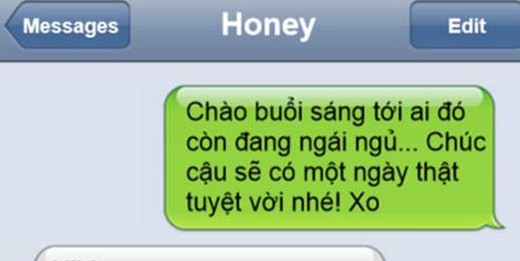 Messages
Honey
Edit
Chào buổi sáng tới ai đó
còn đang ngái ngủ... Chúc
cậu sẽ có một ngày thật
tuyệt vời nhé! Xo